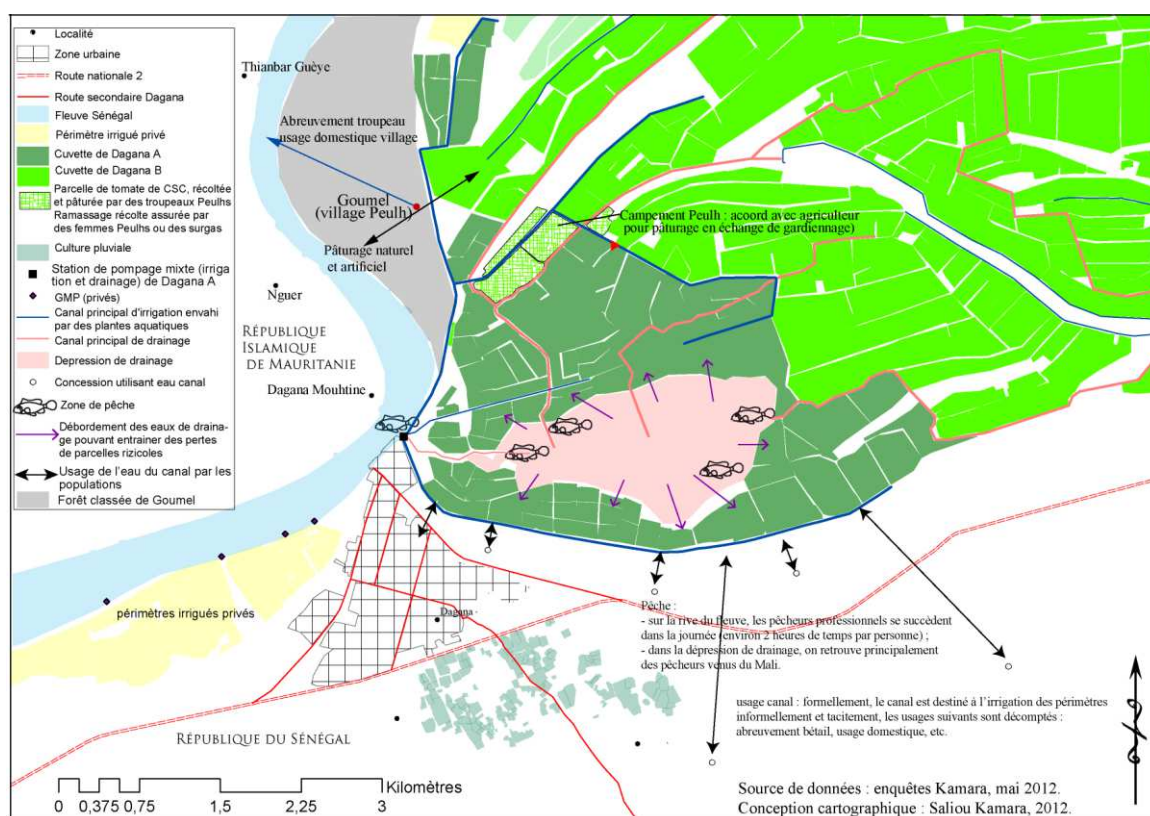 Localité
Zone urbaine
Route nationale 2
Route secondaire Dagana
Fleuve Sénégal
Périmètre irrigué privé
Cuvette de Dagana A
Cuvette de Dagana B
Parcelle de tomate de CSC, récoltée
et pâturée par des troupeaux Peulhs
Ramassage récolte assurée par
des femmes Peulhs ou des surgas
Culture pluviale
Station de pompage mixte (irriga
tion et drainage) de Dagana A
GMP (privés)
Canal principal d'irrigation envahi
par des plantes aquatiques
Canal principal de drainage
Depression de drainage
Concession utilisant eau canal
Zone de pêche
Débordement des eaux de draina-
ge pouvant entrainer des pertes
de parcelles rizicoles
Usage de l'eau du canal par les
populations
Forêt classée de Goumel
Thianbar Guèye
Abreuvement troupeau
usage domestique village
Goumel
(village Peulh)
Pâturage naturel
et artificiel
Campement Peulh : acoord avec agriculteur
pour pâturage en échange de gardiennage)
Nguer
RÉPUBLIQUE
ISLAMIQUE
DE MAURITANIE
Dagana Mouhtine
périmètres irrigués privés
Dagana
Pêche :
- sur la rive du fleuve, les pêcheurs professionnels se succèdent
dans la journée (environ 2 heures de temps par personne) ;
- dans la dépression de drainage, on retrouve principalement
des pêcheurs venus du Mali.
usage canal : formellement, le canal est destiné à l'irrigation des périmètres
informellement et tacitement, les usages suivants sont décomptés :
abreuvement bétail, usage domestique, etc.
RÉPUBLIQUE DU SÉNÉGAL
Kilomètres
0 0,375 0,75 1,5 2,25 3
Source de données : enquêtes Kamara, mai 2012.
Conception cartographique : Saliou Kamara, 2012.